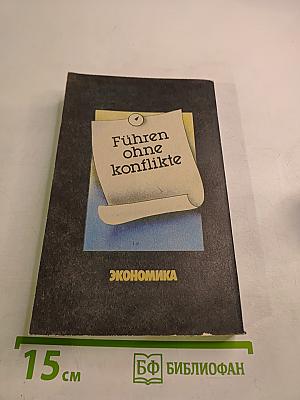 Führen
ohne
konflikte
ЭКОНОМИКА
15 см
БФ БИБЛИОФАН